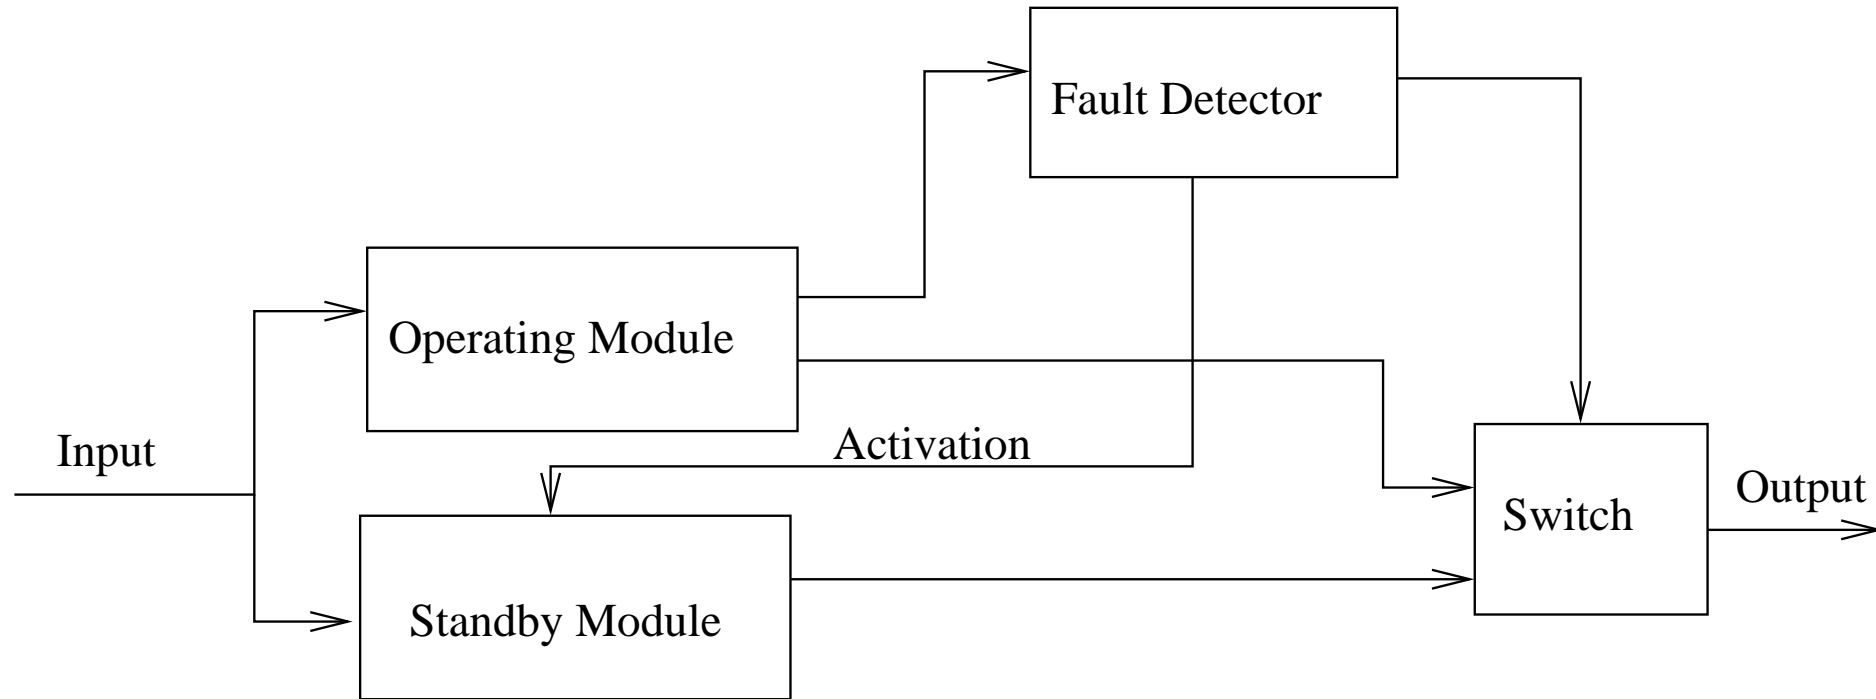 Fault Detector
Operating Module
Activation
Input
Output
Switch
Standby Module